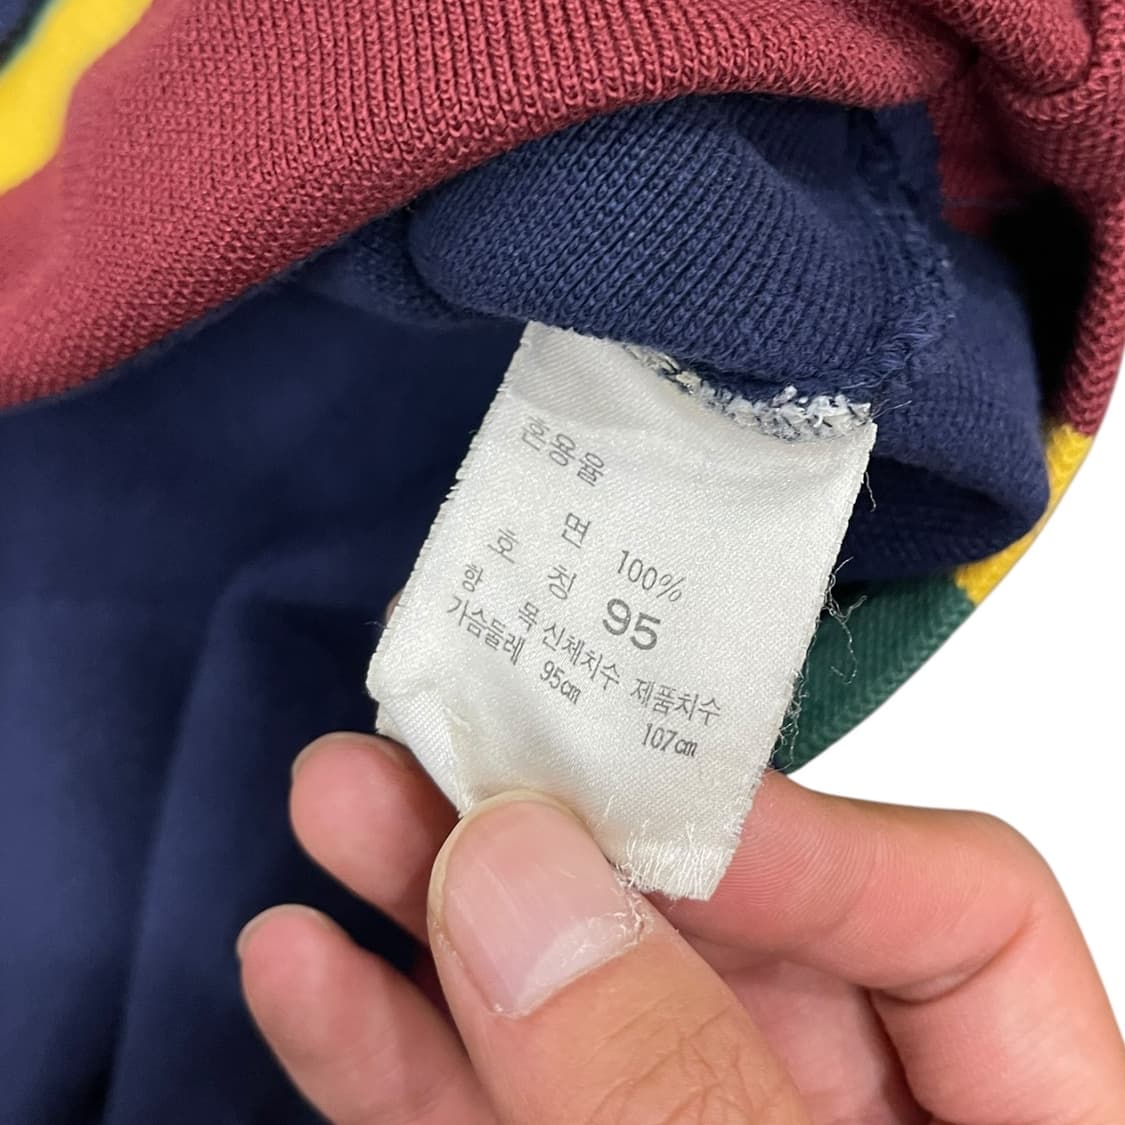 혼용율
면 100%
호 칭 95
항 목 신체치수 제품치수
가슴둘레 95cm 107cm